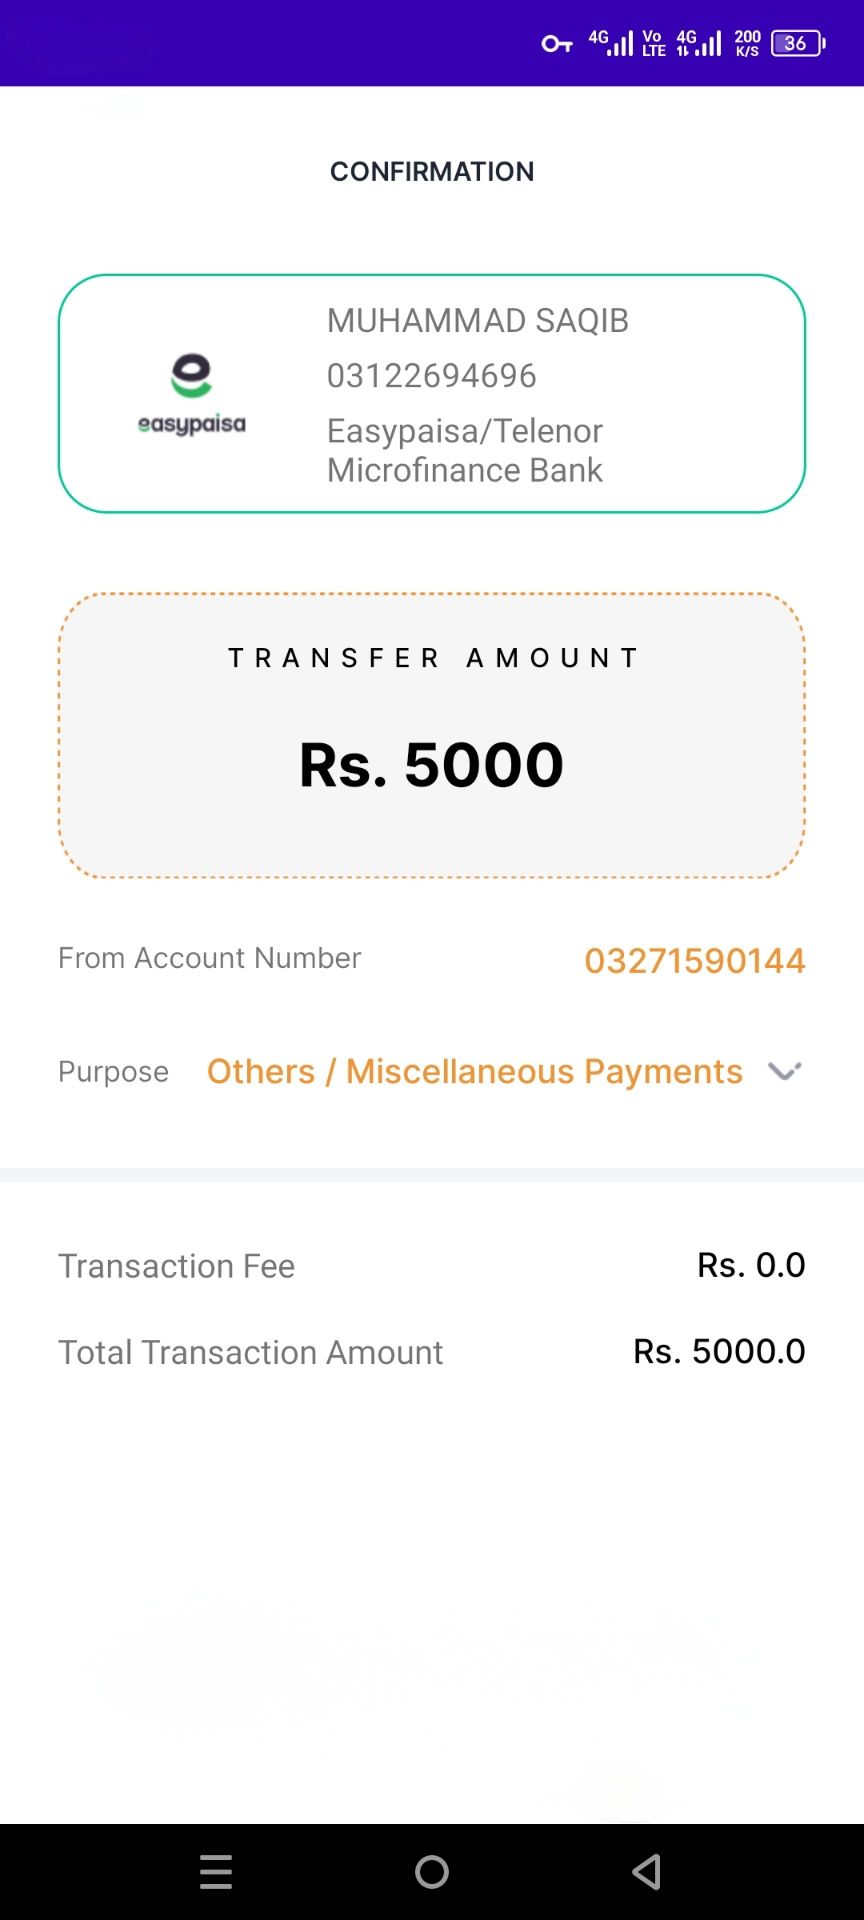 4G Vo LTE 4G 200 K/S 36
CONFIRMATION
MUHAMMAD SAQIB
03122694696
easypaisa
Easypaisa/Telenor
Microfinance Bank
TRANSFER AMOUNT
Rs. 5000
From Account Number 03271590144
Purpose Others / Miscellaneous Payments
Transaction Fee Rs. 0.0
Total Transaction Amount Rs. 5000.0